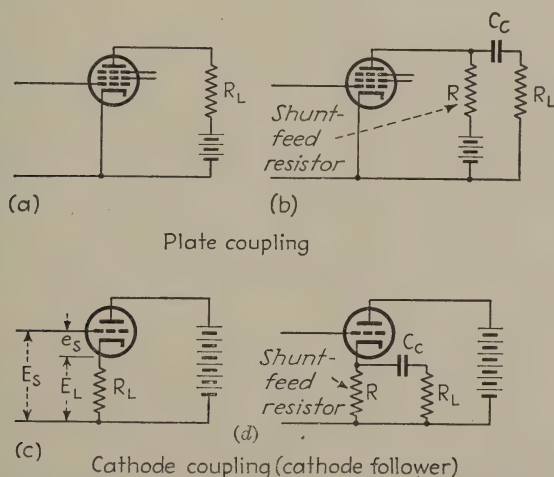 C_C
R_L
R
R_L
Shunt-
feed
resistor
(a)
(b)
Plate coupling
e_s
E_s
E_L
R_L
C_C
Shunt-
feed
resistor
R
R_L
(c)
(d)
Cathode coupling (cathode follower)